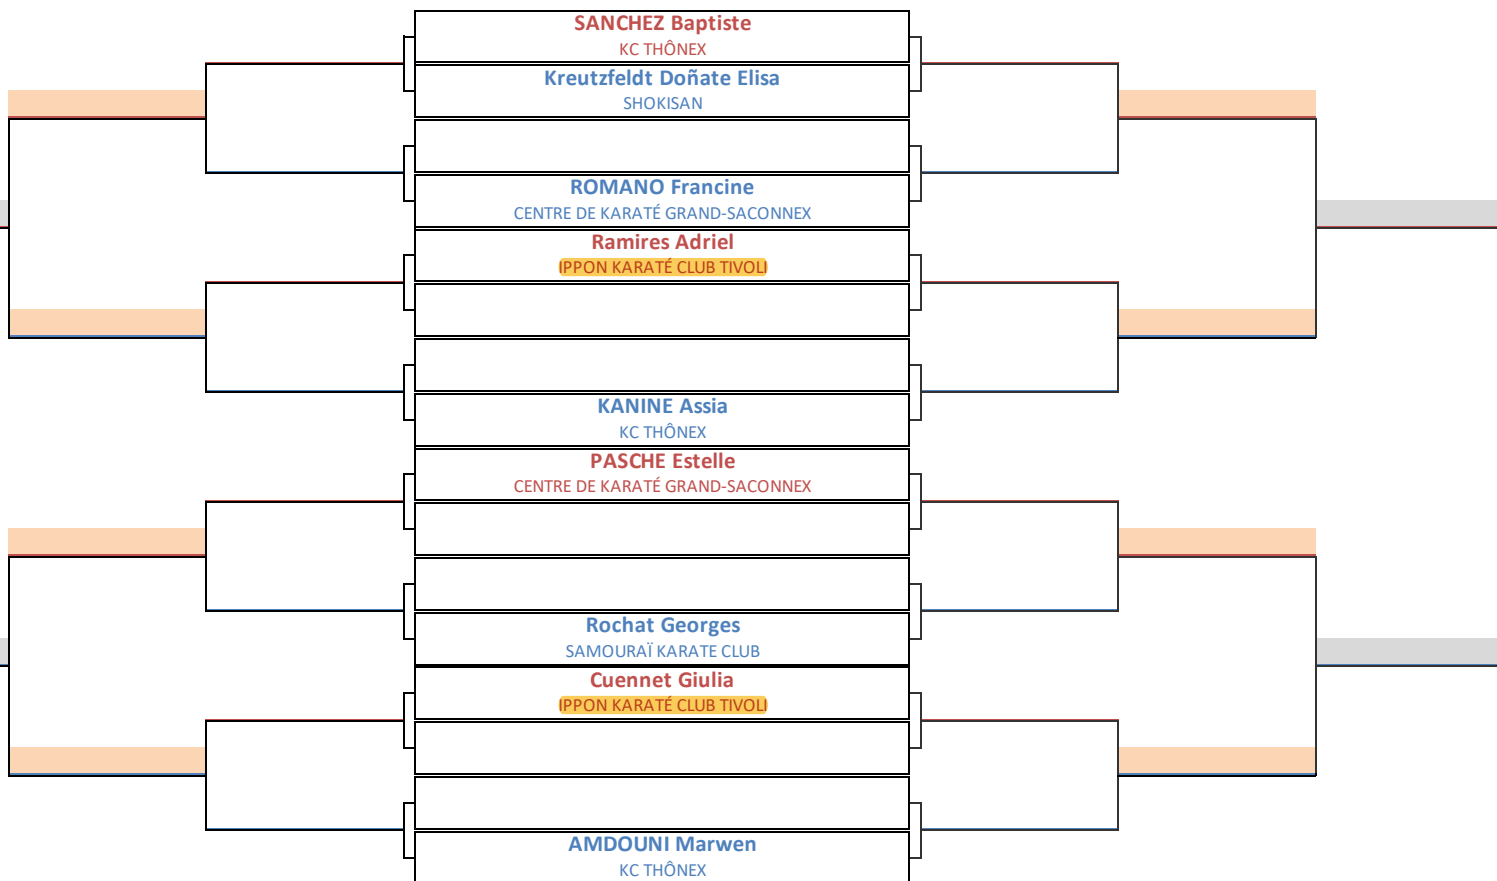 SANCHEZ Baptiste
KC THÔNEX
Kreutzfeldt Doñate Elisa
SHOKISAN
ROMANO Francine
CENTRE DE KARATÉ GRAND-SACONNEX
Ramires Adriel
IPPON KARATÉ CLUB TIVOLI
KANINE Assia
KC THÔNEX
PASCHE Estelle
CENTRE DE KARATÉ GRAND-SACONNEX
Rochat Georges
SAMOURAÏ KARATE CLUB
Cuennet Giulia
IPPON KARATÉ CLUB TIVOLI
AMDOUNI Marwen
KC THÔNEX